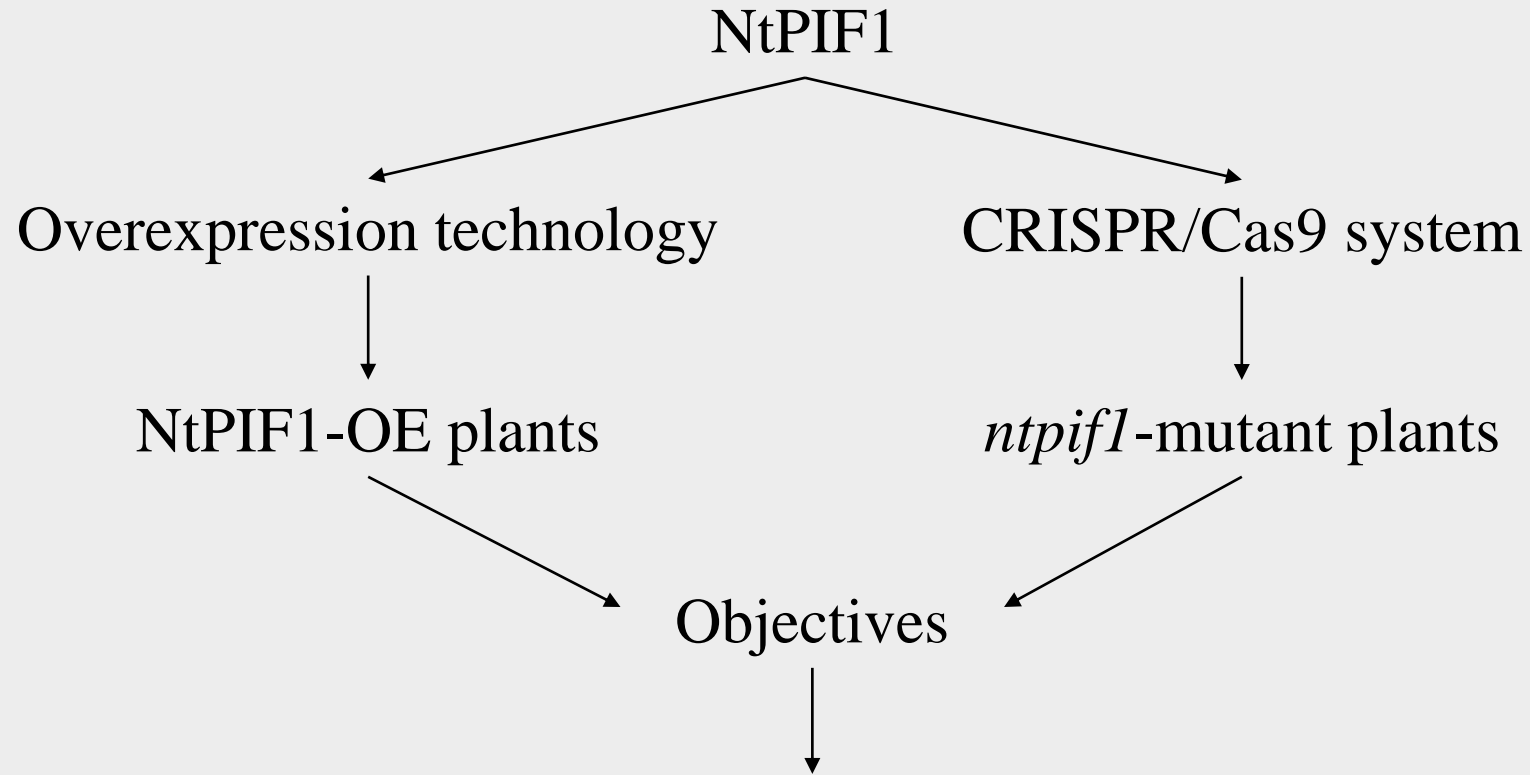 NtPIF1
Overexpression technology
CRISPR/Cas9 system
NtPIF1-OE plants
ntpif1-mutant plants
Objectives